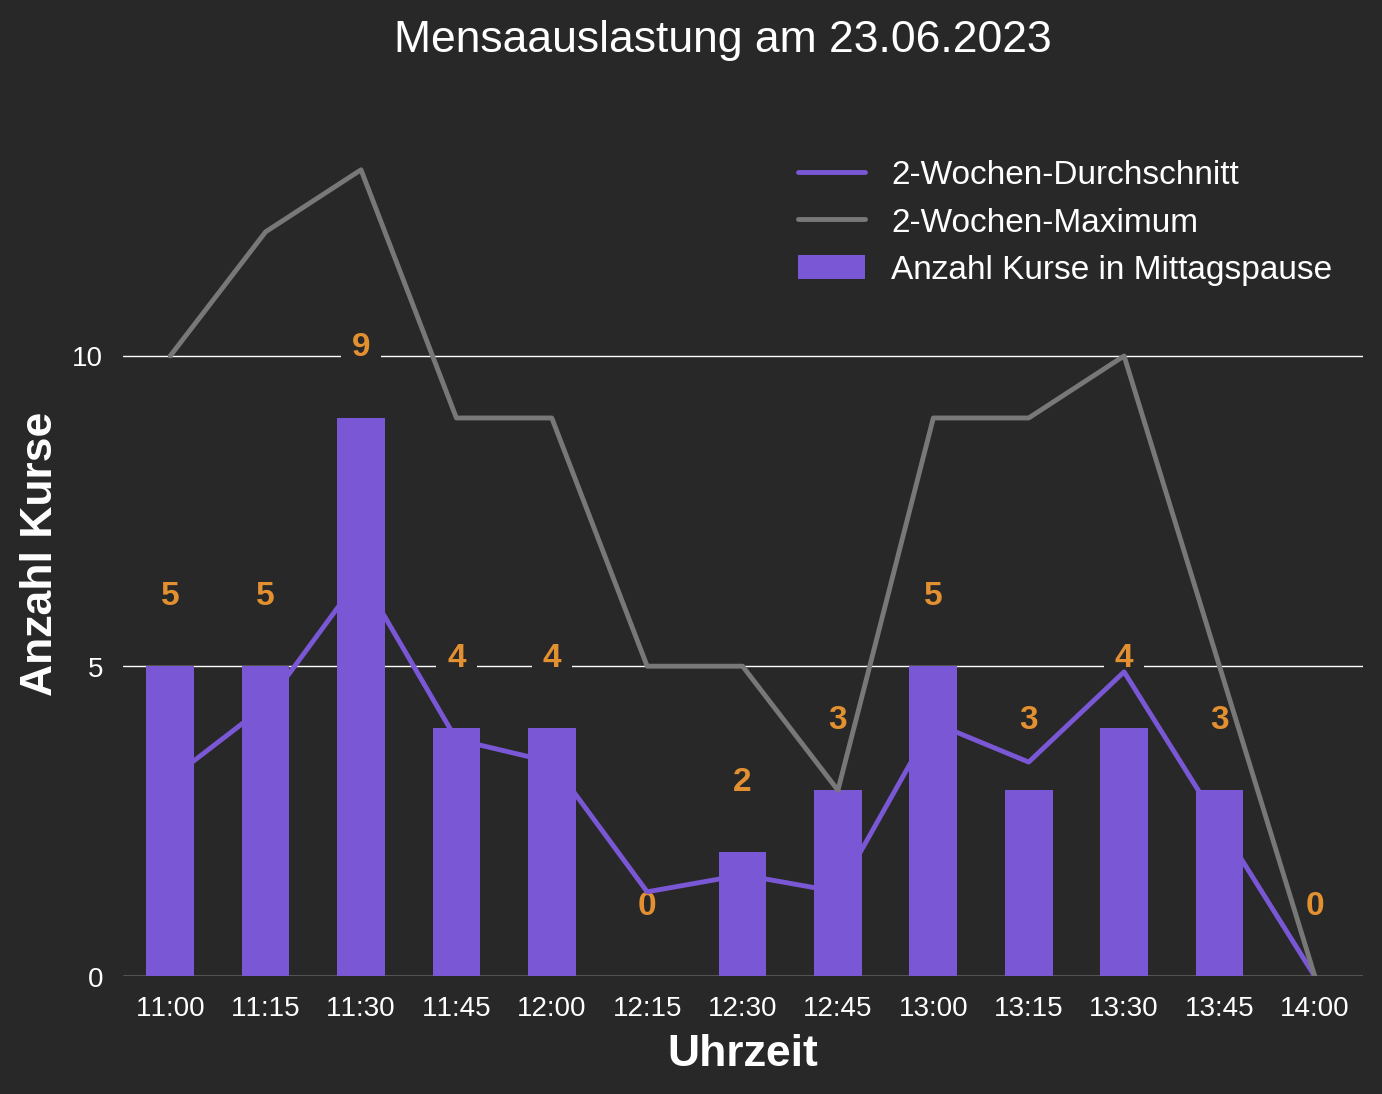 Mensaauslastung am 23.06.2023
2-Wochen-Durchschnitt
2-Wochen-Maximum
Anzahl Kurse in Mittagspause
Anzahl Kurse
10
5
0
5
5
9
4
4
0
2
3
5
3
4
3
0
11:00 11:15 11:30 11:45 12:00 12:15 12:30 12:45 13:00 13:15 13:30 13:45 14:00
Uhrzeit